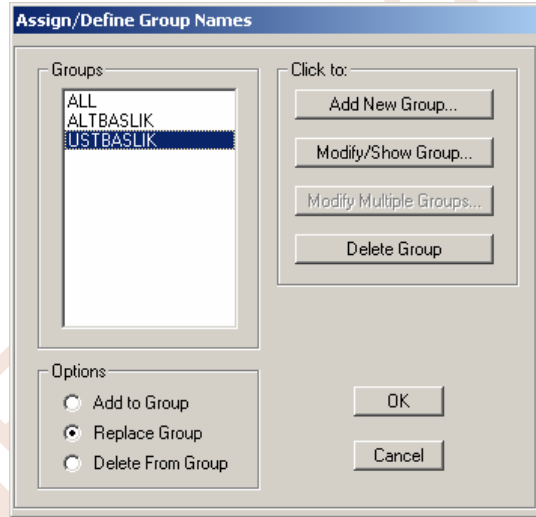 Assign/Define Group Names
Groups
ALL
ALTBASLIK
USTBASLIK
Click to:
Add New Group...
Modify/Show Group...
Modify Multiple Groups...
Delete Group
Options
Add to Group
Replace Group
Delete From Group
OK
Cancel